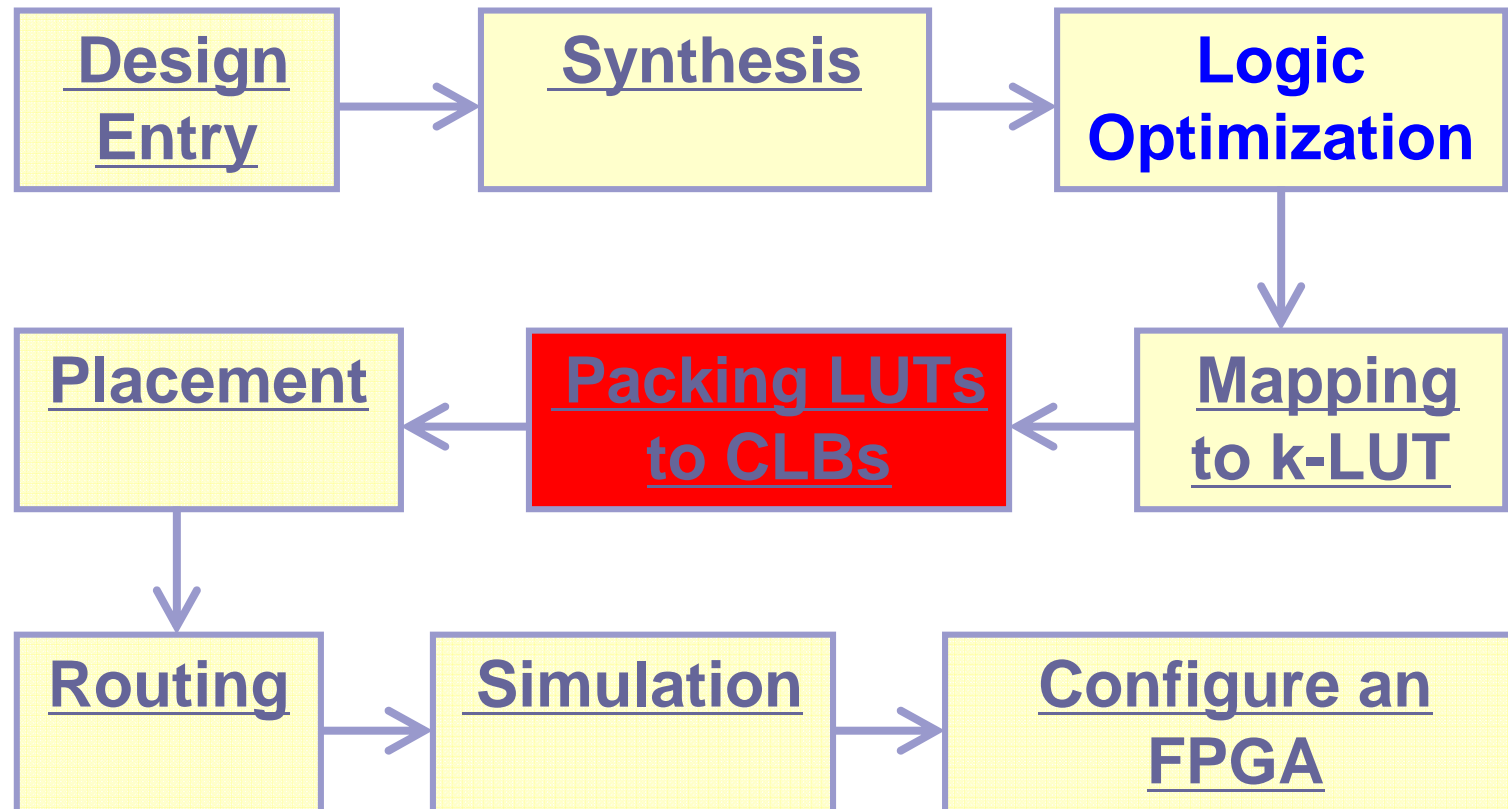 Design
Entry
Synthesis
Logic
Optimization
Placement
Packing LUTs
to CLBs
Mapping
to k-LUT
Routing
Simulation
Configure an
FPGA